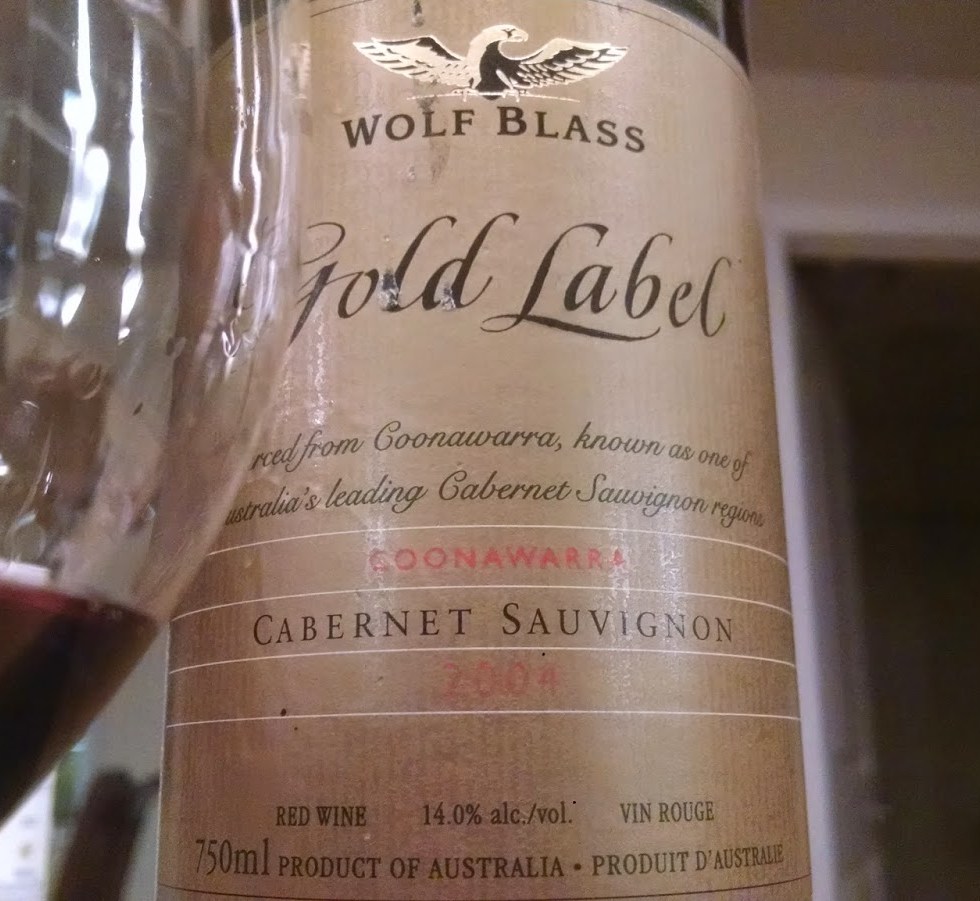 WOLF BLASS
Gold Label
rced from Coonawarra, known as one of
ustralia's leading Cabernet Sauvignon regions
COONAWARRA
CABERNET SAUVIGNON
2004
RED WINE 14.0% alc./vol. VIN ROUGE
750ml PRODUCT OF AUSTRALIA • PRODUIT D'AUSTRALIE